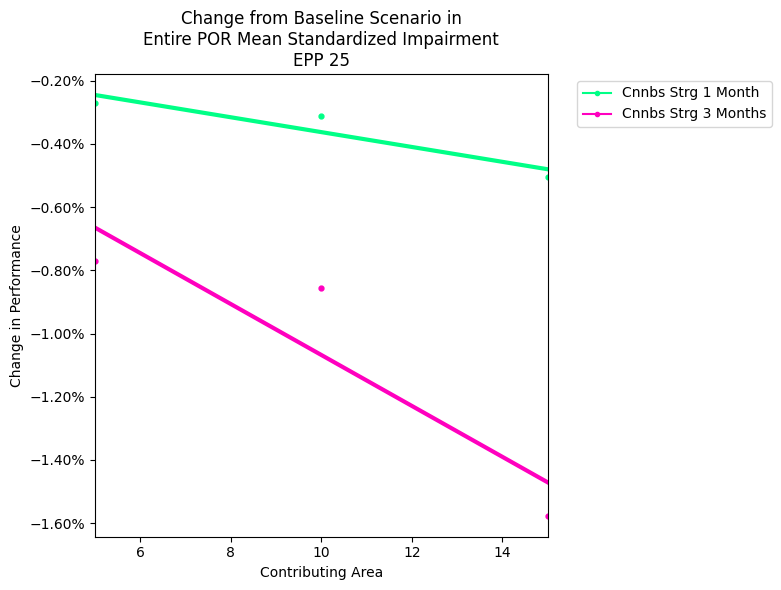 Change from Baseline Scenario in
Entire POR Mean Standardized Impairment
EPP 25
Cnnbs Strg 1 Month
Cnnbs Strg 3 Months
Change in Performance
−0.20%
−0.40%
−0.60%
−0.80%
−1.00%
−1.20%
−1.40%
−1.60%
6 8 10 12 14
Contributing Area